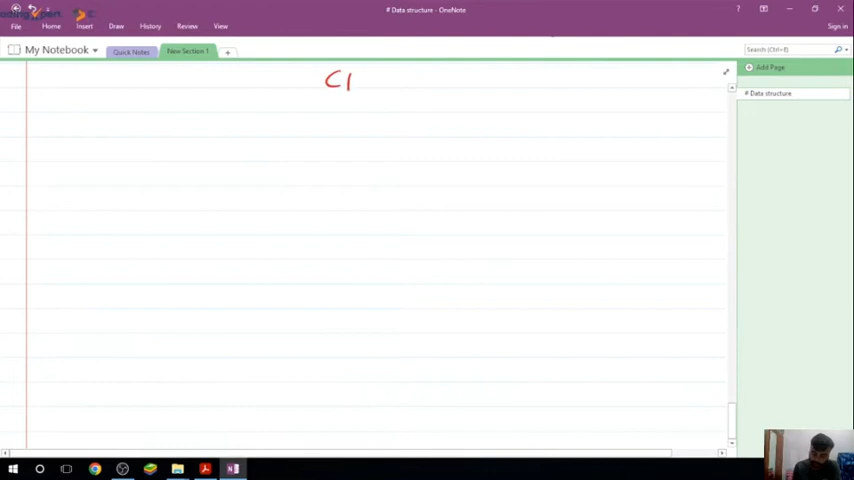 # Data structure - OneNote
? 
File Home Insert Draw History Review View Sign in
My Notebook Quick Notes New Section 1 + Search (Ctrl+E)
Add Page
# Data structure
C